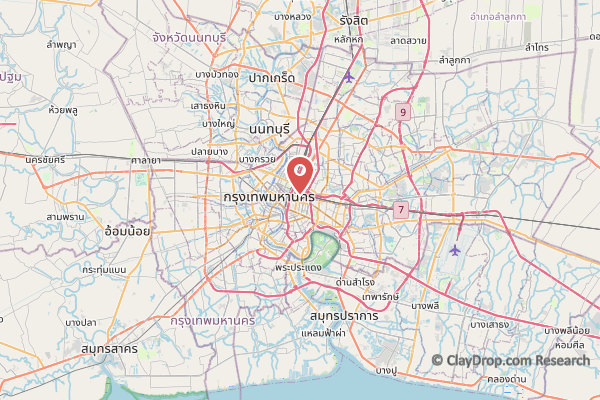 บางหลวง
รังสิต
อำเภอลำลูกกา
ลำพญา
จังหวัดนนทบุรี
หลักหก
ลาดสวาย
ลำไทร
บางบัวทอง
ปากเกร็ด
ลำลูกกา
ปฐม
เสาธงหิน
ห้วยพลู
บางใหญ่
นนทบุรี
9
ปลายบาง
นครชัยศรี
ศาลายา
บางกรวย
กรุงเทพมหานคร
สามพราน
7
อ้อมน้อย
กระทุ่มแบน
พระประแดง
ด่านสำโรง
เทพารักษ์
บางพลี
บางปลา
กรุงเทพมหานคร
สมุทรปราการ
แหลมฟ้าผ่า
บางเสาธง
บางพลีน้อย
หอมศีล
สมุทรสาคร
© ClayDrop.com Research
บางปู
คลองด่าน